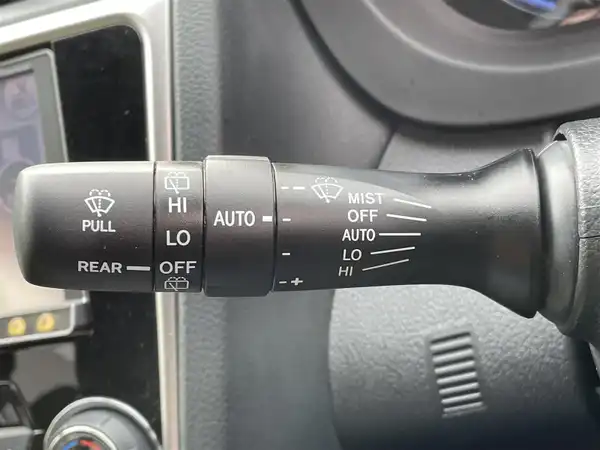 PULL
REAR
HI
LO
OFF
AUTO
MIST
OFF
AUTO
LO
HI
- +